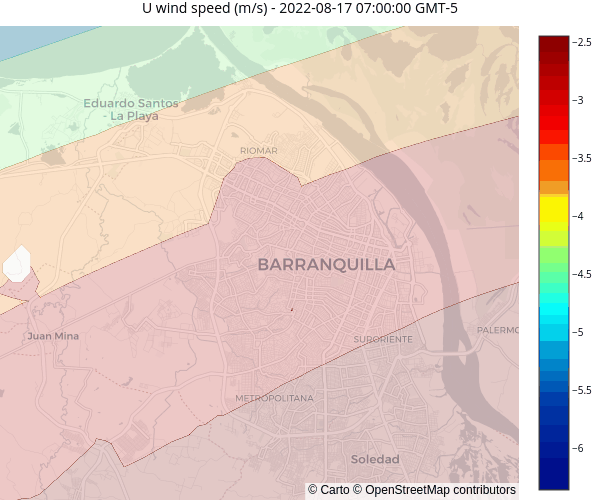 U wind speed (m/s) - 2022-08-17 07:00:00 GMT-5
−2.5
Eduardo Santos
- La Playa
−3
RIOMAR
−3.5
−4
BARRANQUILLA
−4.5
Juan Mina
SURORIENTE
PALERMO
−5
−5.5
METROPOLITANA
−6
Soledad
© Carto © OpenStreetMap contributors